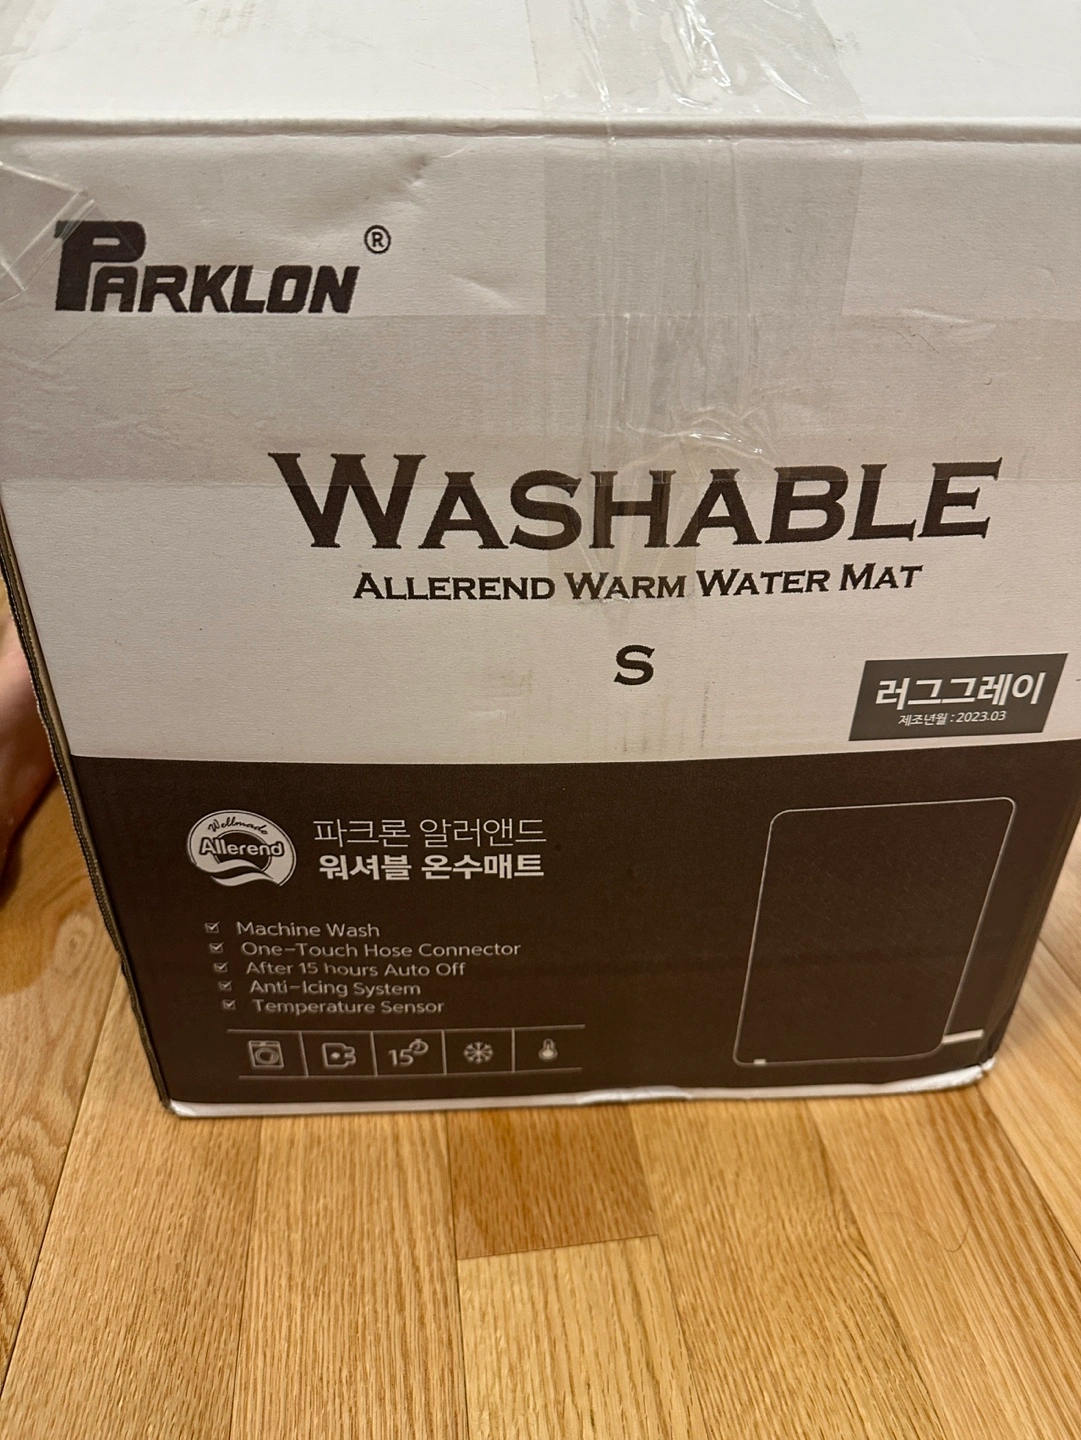 PARKLON®
WASHABLE
ALLEREND WARM WATER MAT
S
러그그레이
제조년월 : 2023.03
Wellmade
Allerend
파크론 알러앤드
워셔블 온수매트
Machine Wash
One-Touch Hose Connector
After 15 hours Auto Off
Anti-Icing System
Temperature Sensor
15